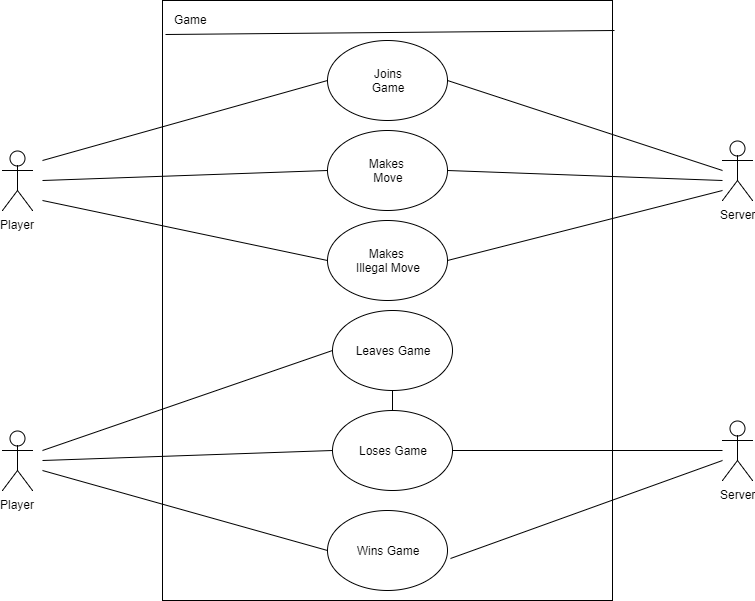 Game
Joins
Game
Makes
Move
Player
Server
Makes
Illegal Move
Leaves Game
Loses Game
Player
Server
Wins Game